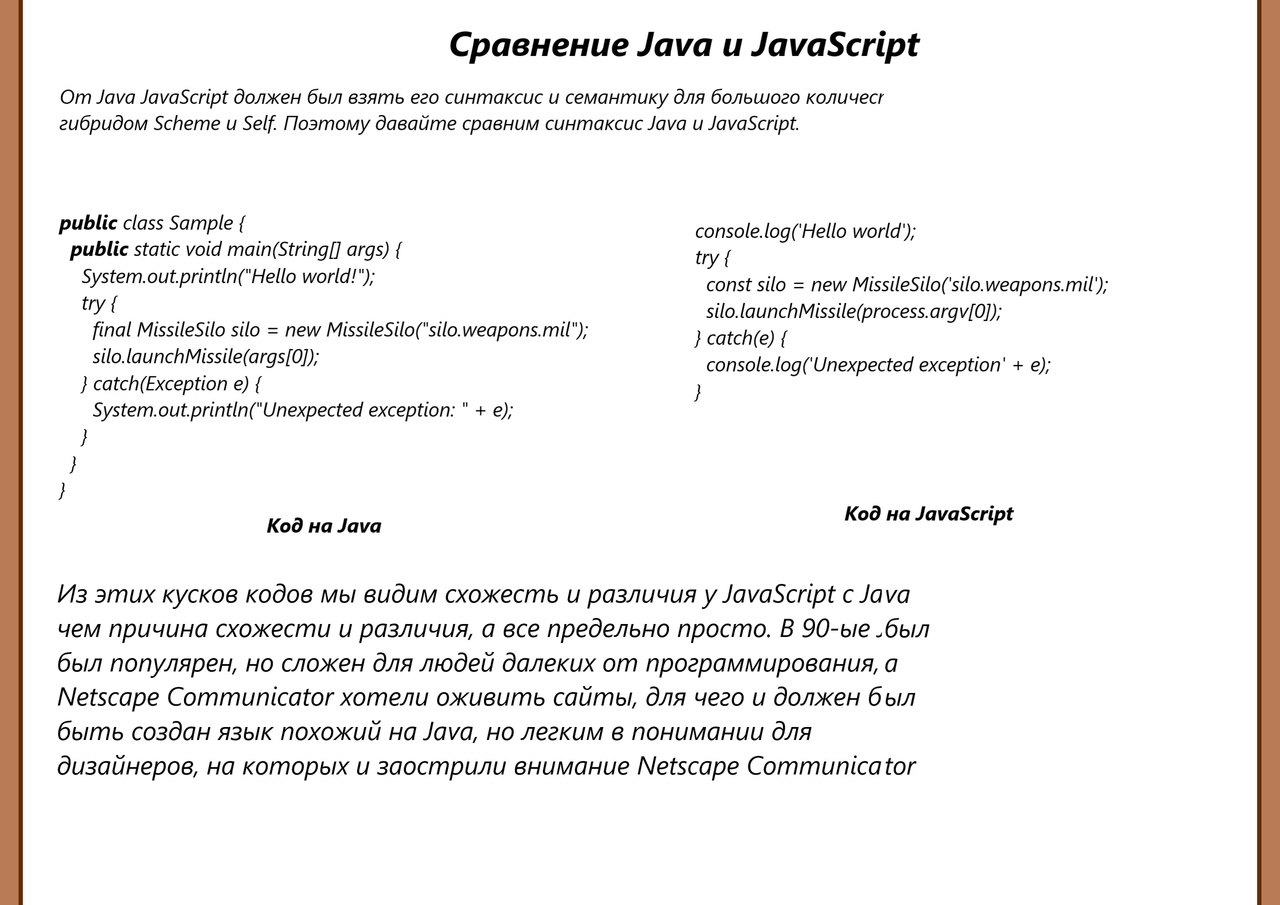 Сравнение Java и JavaScript
От Java JavaScript должен был взять его синтаксис и семантику для большого
гибридом Scheme и Self. Поэтому давайте сравним синтаксис Java и JavaScript.
public class Sample {
public static void main(String[] args) {
System.out.println("Hello world!");
try {
final MissileSilo silo = new MissileSilo("silo.weapons.mil");
silo.launchMissile(args[0]);
} catch(Exception e) {
System.out.println("Unexpected exception: " + e);
}
}
}
Код на Java
console.log('Hello world');
try {
const silo = new MissileSilo('silo.weapons.mil');
silo.launchMissile(process.argv[0]);
} catch(e) {
console.log('Unexpected exception' + e);
}
Код на JavaScript
Из этих кусков кодов мы видим схожесть и различия у JavaScript с Java
чем причина схожести и различия, а все предельно просто. В 90-ые был
был популярен, но сложен для людей далеких от программирования, а
Netscape Communicator хотели оживить сайты, для чего и должен был
быть создан язык похожий на Java, но легким в понимании для
дизайнеров, на которых и заострили внимание Netscape Communicator